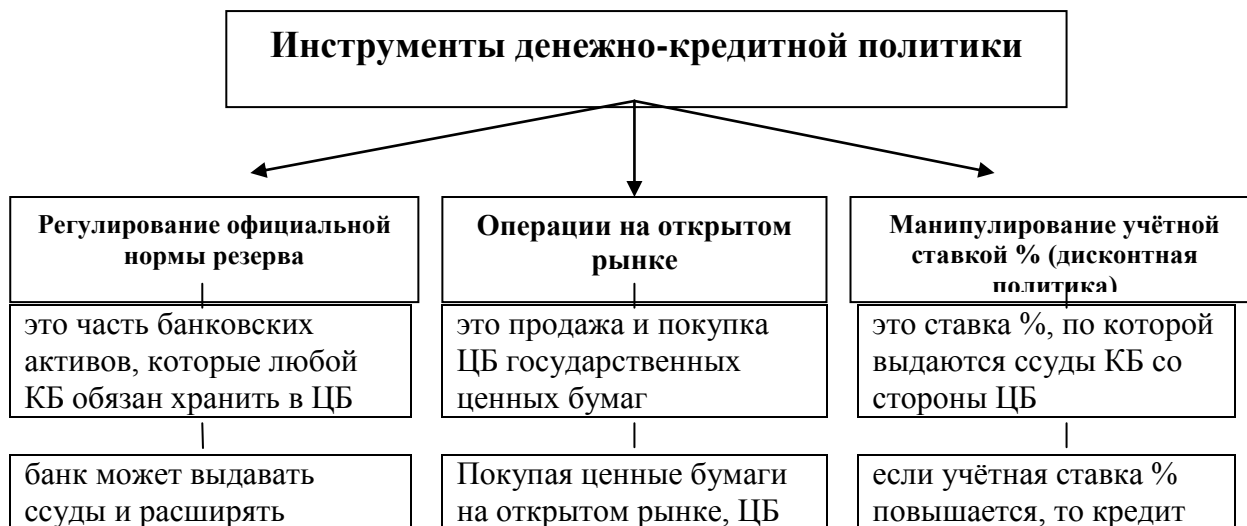 Инструменты денежно-кредитной политики
Регулирование официальной
нормы резерва
Операции на открытом
рынке
Манипулирование учётной
ставкой % (дисконтная
политика)
это часть банковских
активов, которые любой
КБ обязан хранить в ЦБ
это продажа и покупка
ЦБ государственных
ценных бумаг
это ставка %, по которой
выдаются ссуды КБ со
стороны ЦБ
банк может выдавать
ссуды и расширять
Покупая ценные бумаги
на открытом рынке, ЦБ
если учётная ставка %
повышается, то кредит